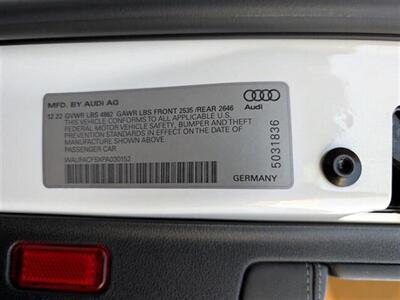 MFD. BY AUDI AG
12.22 GVWR LBS 4882 GAWR LBS FRONT 2535 /REAR 2646
THIS VEHICLE CONFORMS TO ALL APPLICABLE U.S.
FEDERAL MOTOR VEHICLE SAFETY, BUMPER AND THEFT
PREVENTION STANDARDS IN EFFECT ON THE DATE OF
MANUFACTURE SHOWN ABOVE.
PASSENGER CAR
WAUFACF5XPA030152
Audi
5031836
GERMANY